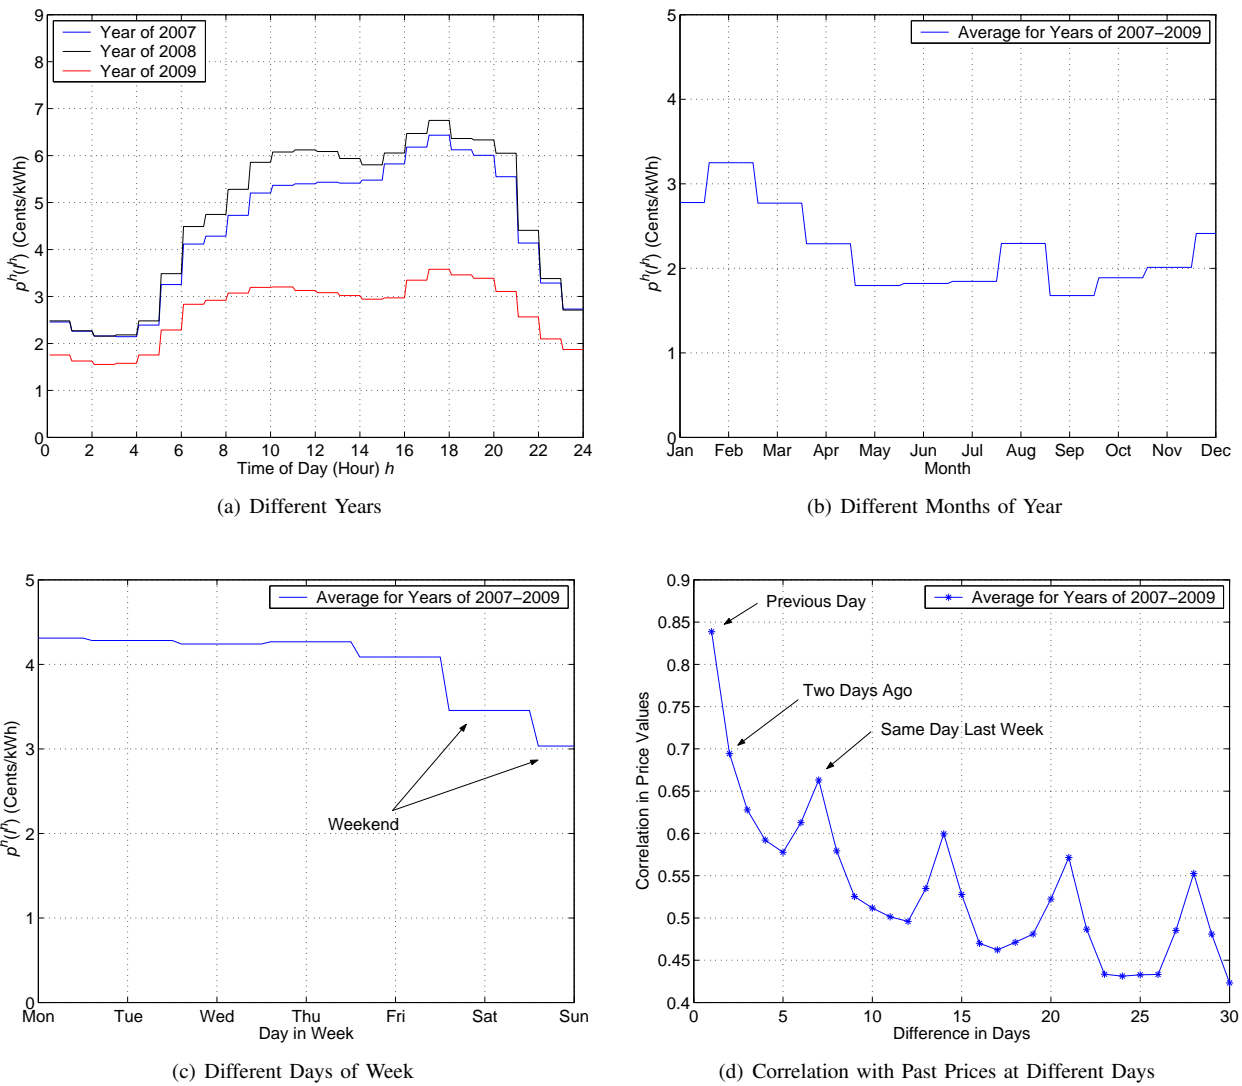 9
8
7
6
5
4
3
2
1
0
p^h(l^h) (Cents/kWh)
Year of 2007
Year of 2008
Year of 2009
0 2 4 6 8 10 12 14 16 18 20 22 24
Time of Day (Hour) h
(a) Different Years
5
4
3
2
1
0
p^h(l^h) (Cents/kWh)
Average for Years of 2007−2009
Jan Feb Mar Apr May Jun Jul Aug Sep Oct Nov Dec
Month
(b) Different Months of Year
5
4
3
2
1
0
p^h(l^h) (Cents/kWh)
Average for Years of 2007−2009
Weekend
Mon Tue Wed Thu Fri Sat Sun
Day in Week
(c) Different Days of Week
0.9
0.85
0.8
0.75
0.7
0.65
0.6
0.55
0.5
0.45
0.4
Correlation in Price Values
Average for Years of 2007−2009
Previous Day
Two Days Ago
Same Day Last Week
0 5 10 15 20 25 30
Difference in Days
(d) Correlation with Past Prices at Different Days